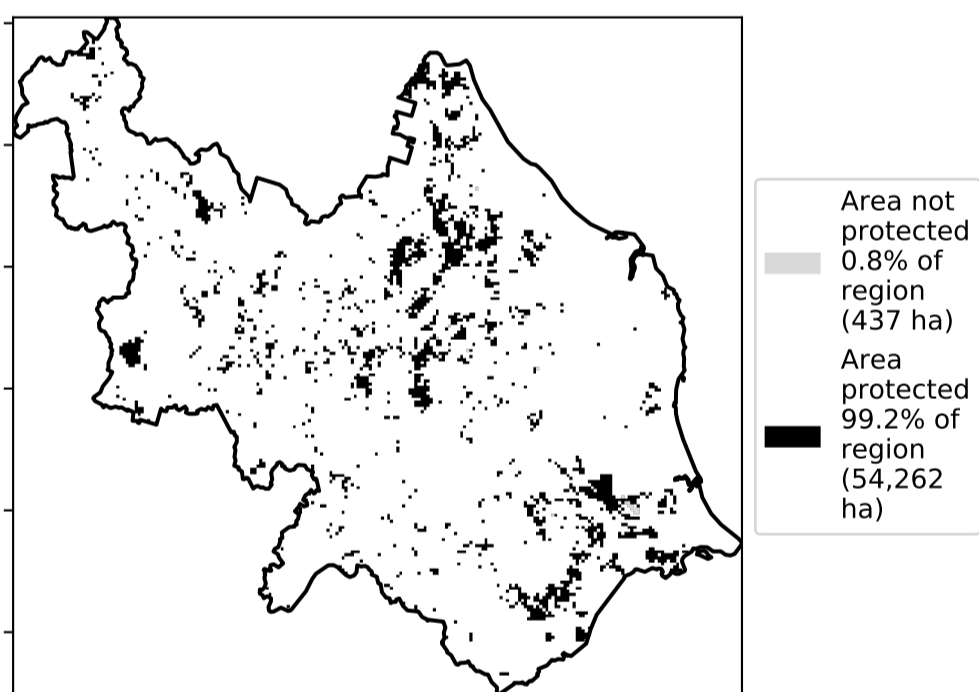 Area not
protected
0.8% of
region
(437 ha)
Area
protected
99.2% of
region
(54,262
ha)